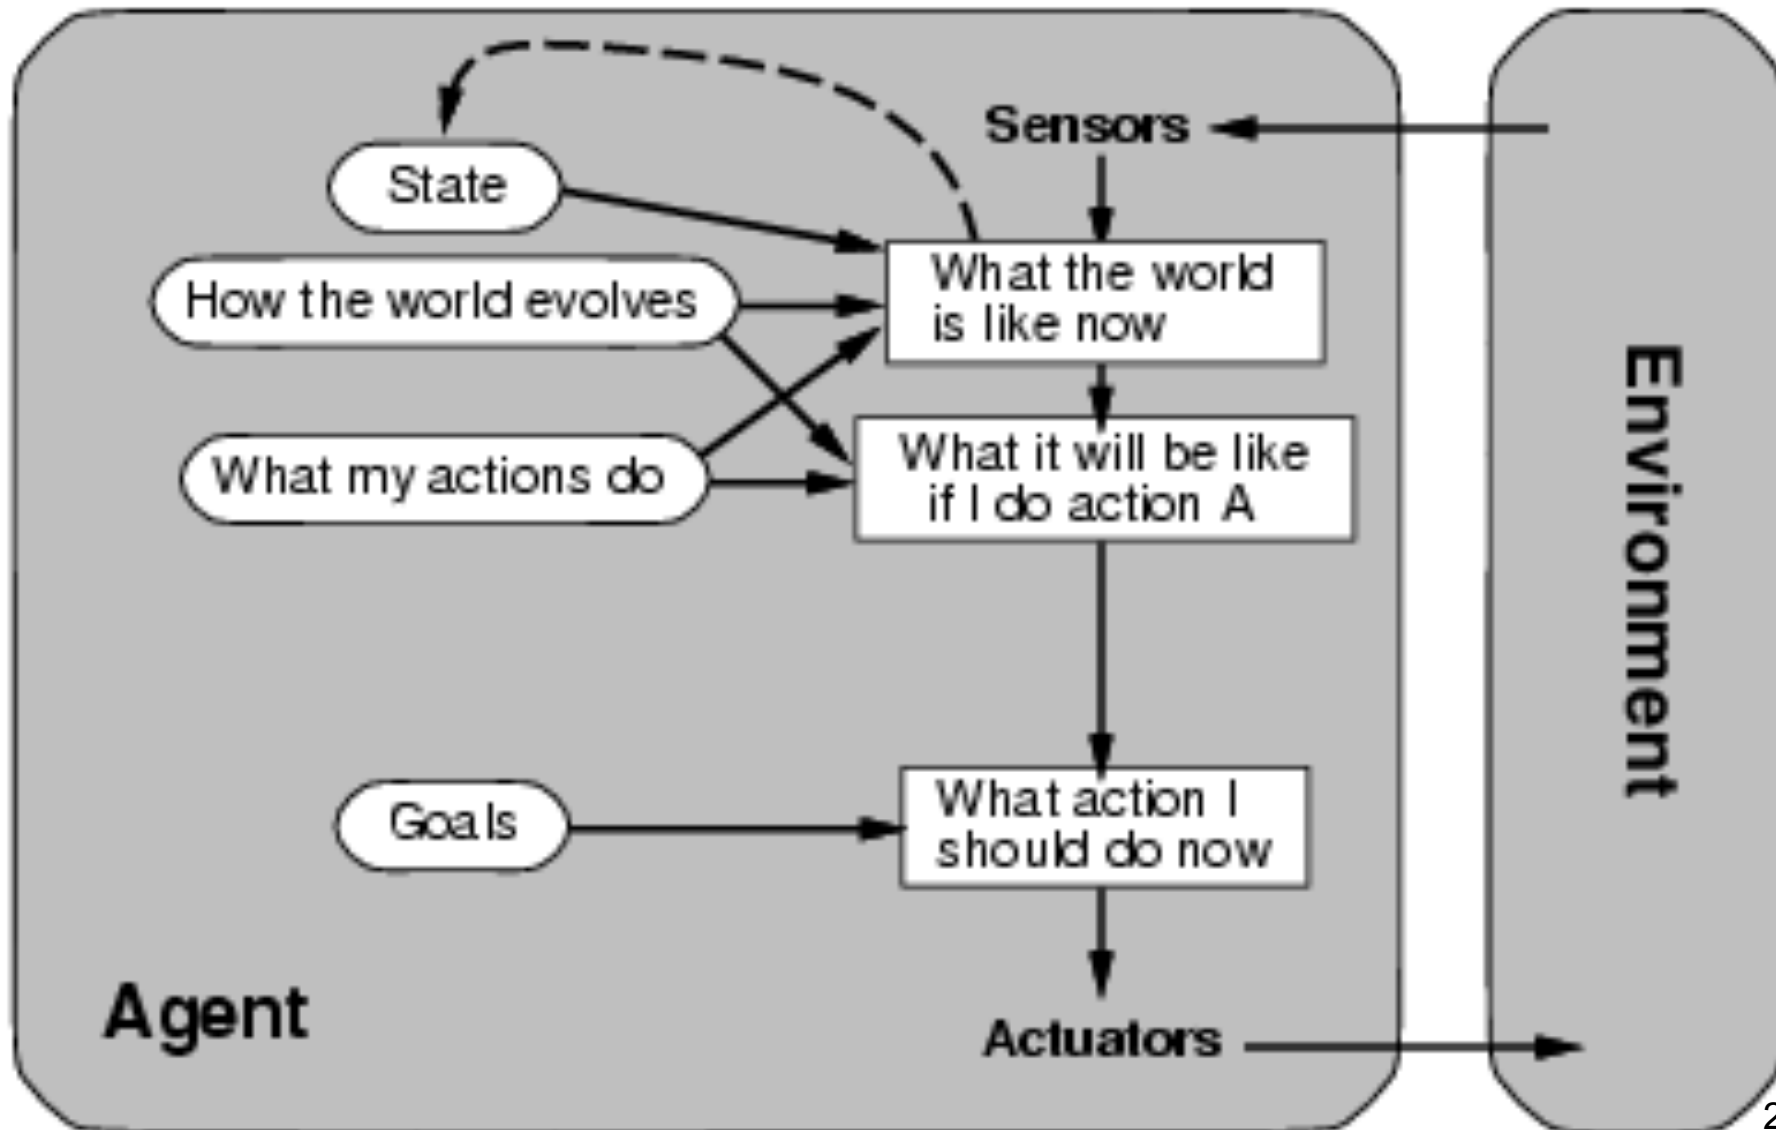 Sensors
State
What the world
is like now
How the world evolves
What it will be like
if I do action A
What my actions do
Environment
What action I
should do now
Goals
Agent
Actuators
2